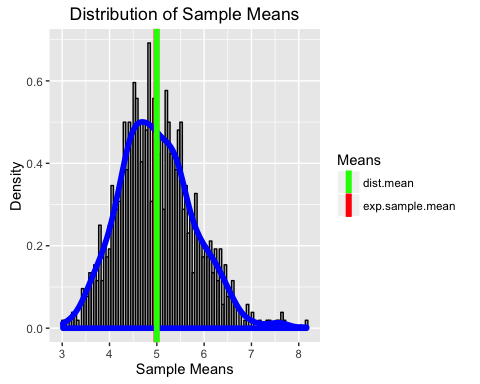 Distribution of Sample Means
0.6
0.4
0.2
0.0
Density
3 4 5 6 7 8
Sample Means
Means
dist.mean
exp.sample.mean